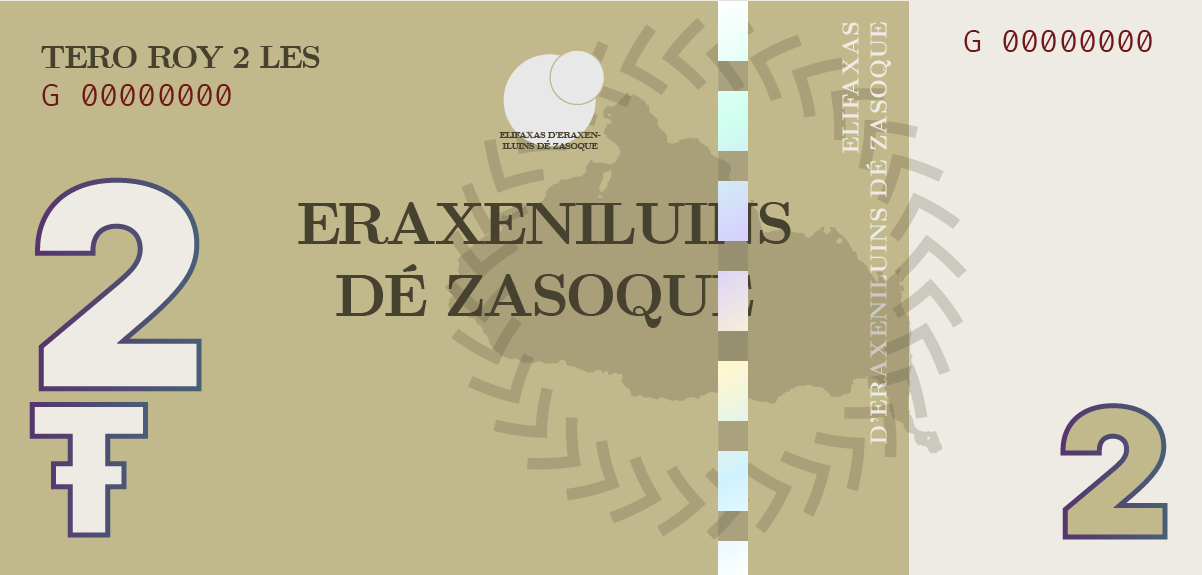 TERO ROY 2 LES
G 00000000
G 00000000
ELIFAXAS D'ERAXEN-
ILUINS DÉ ZASOQUE
ERAXENILUINS
DÉ ZASOQUE
ELIFAXAS
D'ERAXENILUINS DÉ ZASOQUE
2
Ŧ
2